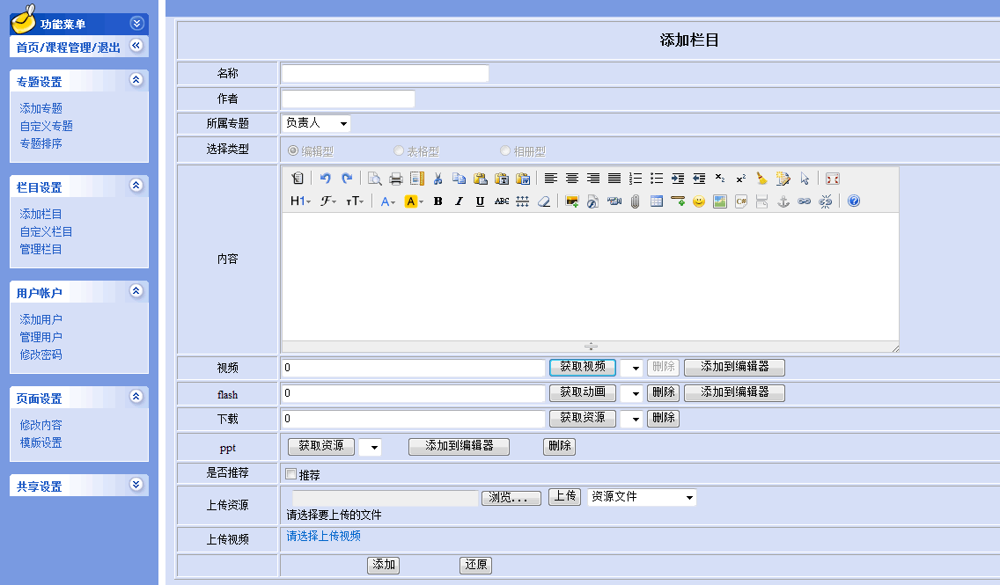 功能菜单
首页/课程管理/退出
专题设置
添加专题
自定义专题
专题排序
栏目设置
添加栏目
自定义栏目
管理栏目
用户帐户
添加用户
管理用户
修改密码
页面设置
修改内容
模版设置
共享设置
添加栏目
名称
作者
所属专题 负责人
选择类型 编辑型 表格型 相册型
H1 F TT A A B I U ABC
内容
视频 0 获取视频 删除 添加到编辑器
flash 0 获取动画 删除 添加到编辑器
下载 0 获取资源 删除
ppt 获取资源 添加到编辑器 删除
是否推荐 推荐
上传资源 浏览... 上传 资源文件
请选择要上传的文件
上传视频 请选择上传视频
添加 还原